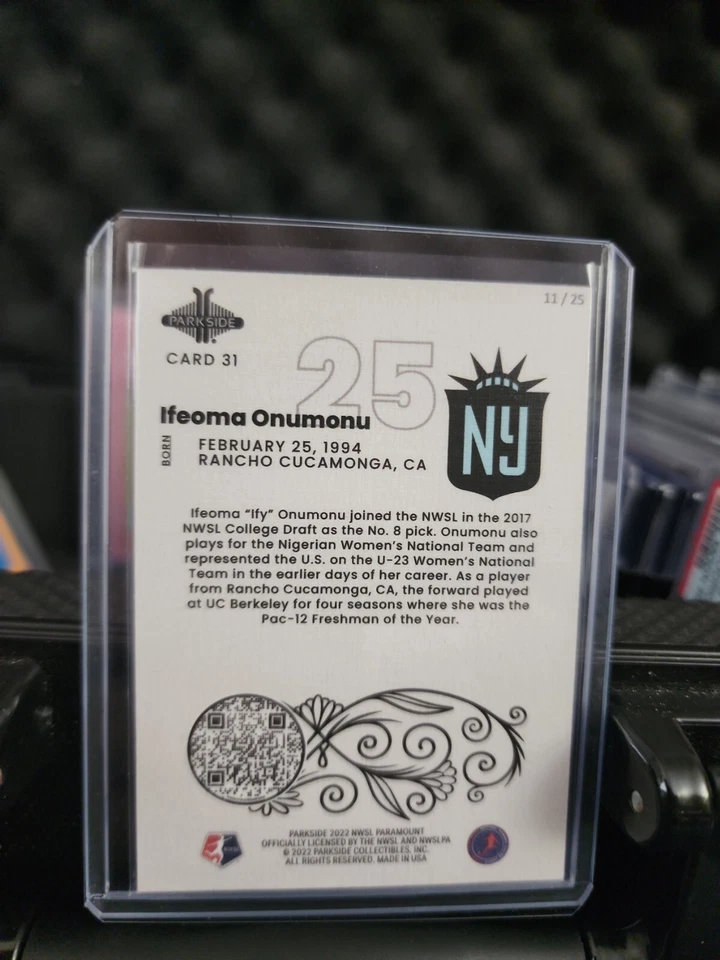 PARKSIDE
11 / 25
CARD 31
25
NY
Ifeoma Onumonu
BORN
FEBRUARY 25, 1994
RANCHO CUCAMONGA, CA
Ifeoma “Ify” Onumonu joined the NWSL in the 2017
NWSL College Draft as the No. 8 pick. Onumonu also
plays for the Nigerian Women’s National Team and
represented the U.S. on the U-23 Women’s National
Team in the earlier days of her career. As a player
from Rancho Cucamonga, CA, the forward played
at UC Berkeley for four seasons where she was the
Pac-12 Freshman of the Year.
PARKSIDE 2022 NWSL PARAMOUNT
OFFICIALLY LICENSED BY THE NWSL AND NWSLPA
© 2022 PARKSIDE COLLECTIBLES, INC.
ALL RIGHTS RESERVED. MADE IN USA